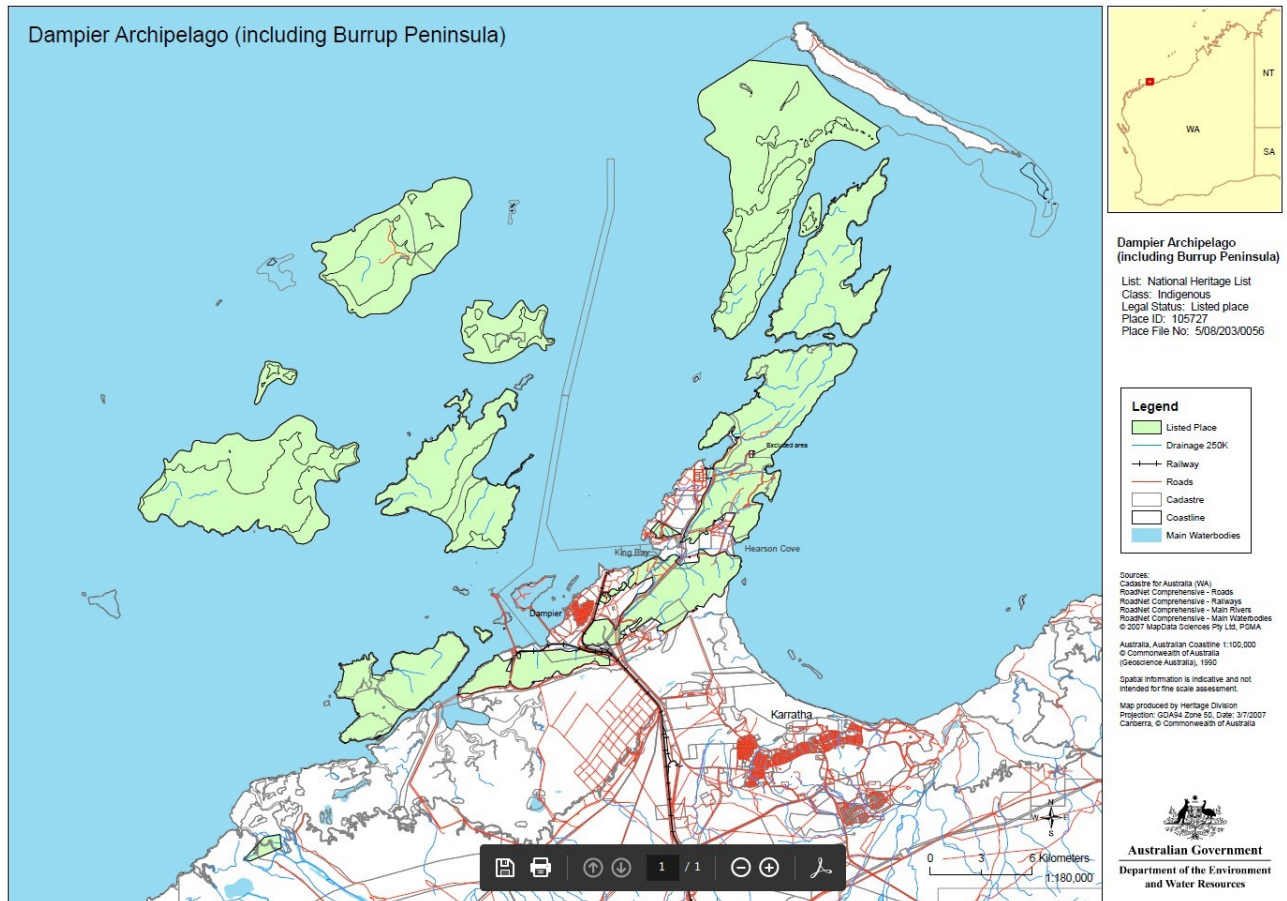 Dampier Archipelago (including Burrup Peninsula)
NT
WA
SA
Dampier Archipelago
(including Burrup Peninsula)
List: National Heritage List
Class: Indigenous
Legal Status: Listed place
Place ID: 105727
Place File No: 5/08/203/0056
Legend
Listed Place
Drainage 250K
Railway
Roads
Cadastre
Coastline
Main Waterbodies
Excluded area
King Bay
Hearson Cove
Dampier
Karratha
Sources:
Cadastre for Australia (WA)
RoadNet Comprehensive - Roads
RoadNet Comprehensive - Railways
RoadNet Comprehensive - Main Rivers
RoadNet Comprehensive - Main Waterbodies
© 2007 MapData Sciences Pty Ltd, PSMA
Australia, Australian Coastline 1:100,000
© Commonwealth of Australia
(Geoscience Australia), 1990
Spatial information is indicative and not
intended for fine scale assessment.
Map produced by Heritage Division
Projection: GDA94 Zone 50, Date: 3/7/2007
Canberra, © Commonwealth of Australia
N
W E
S
0 3 6 Kilometers
1:180,000
1 / 1
Australian Government
Department of the Environment
and Water Resources